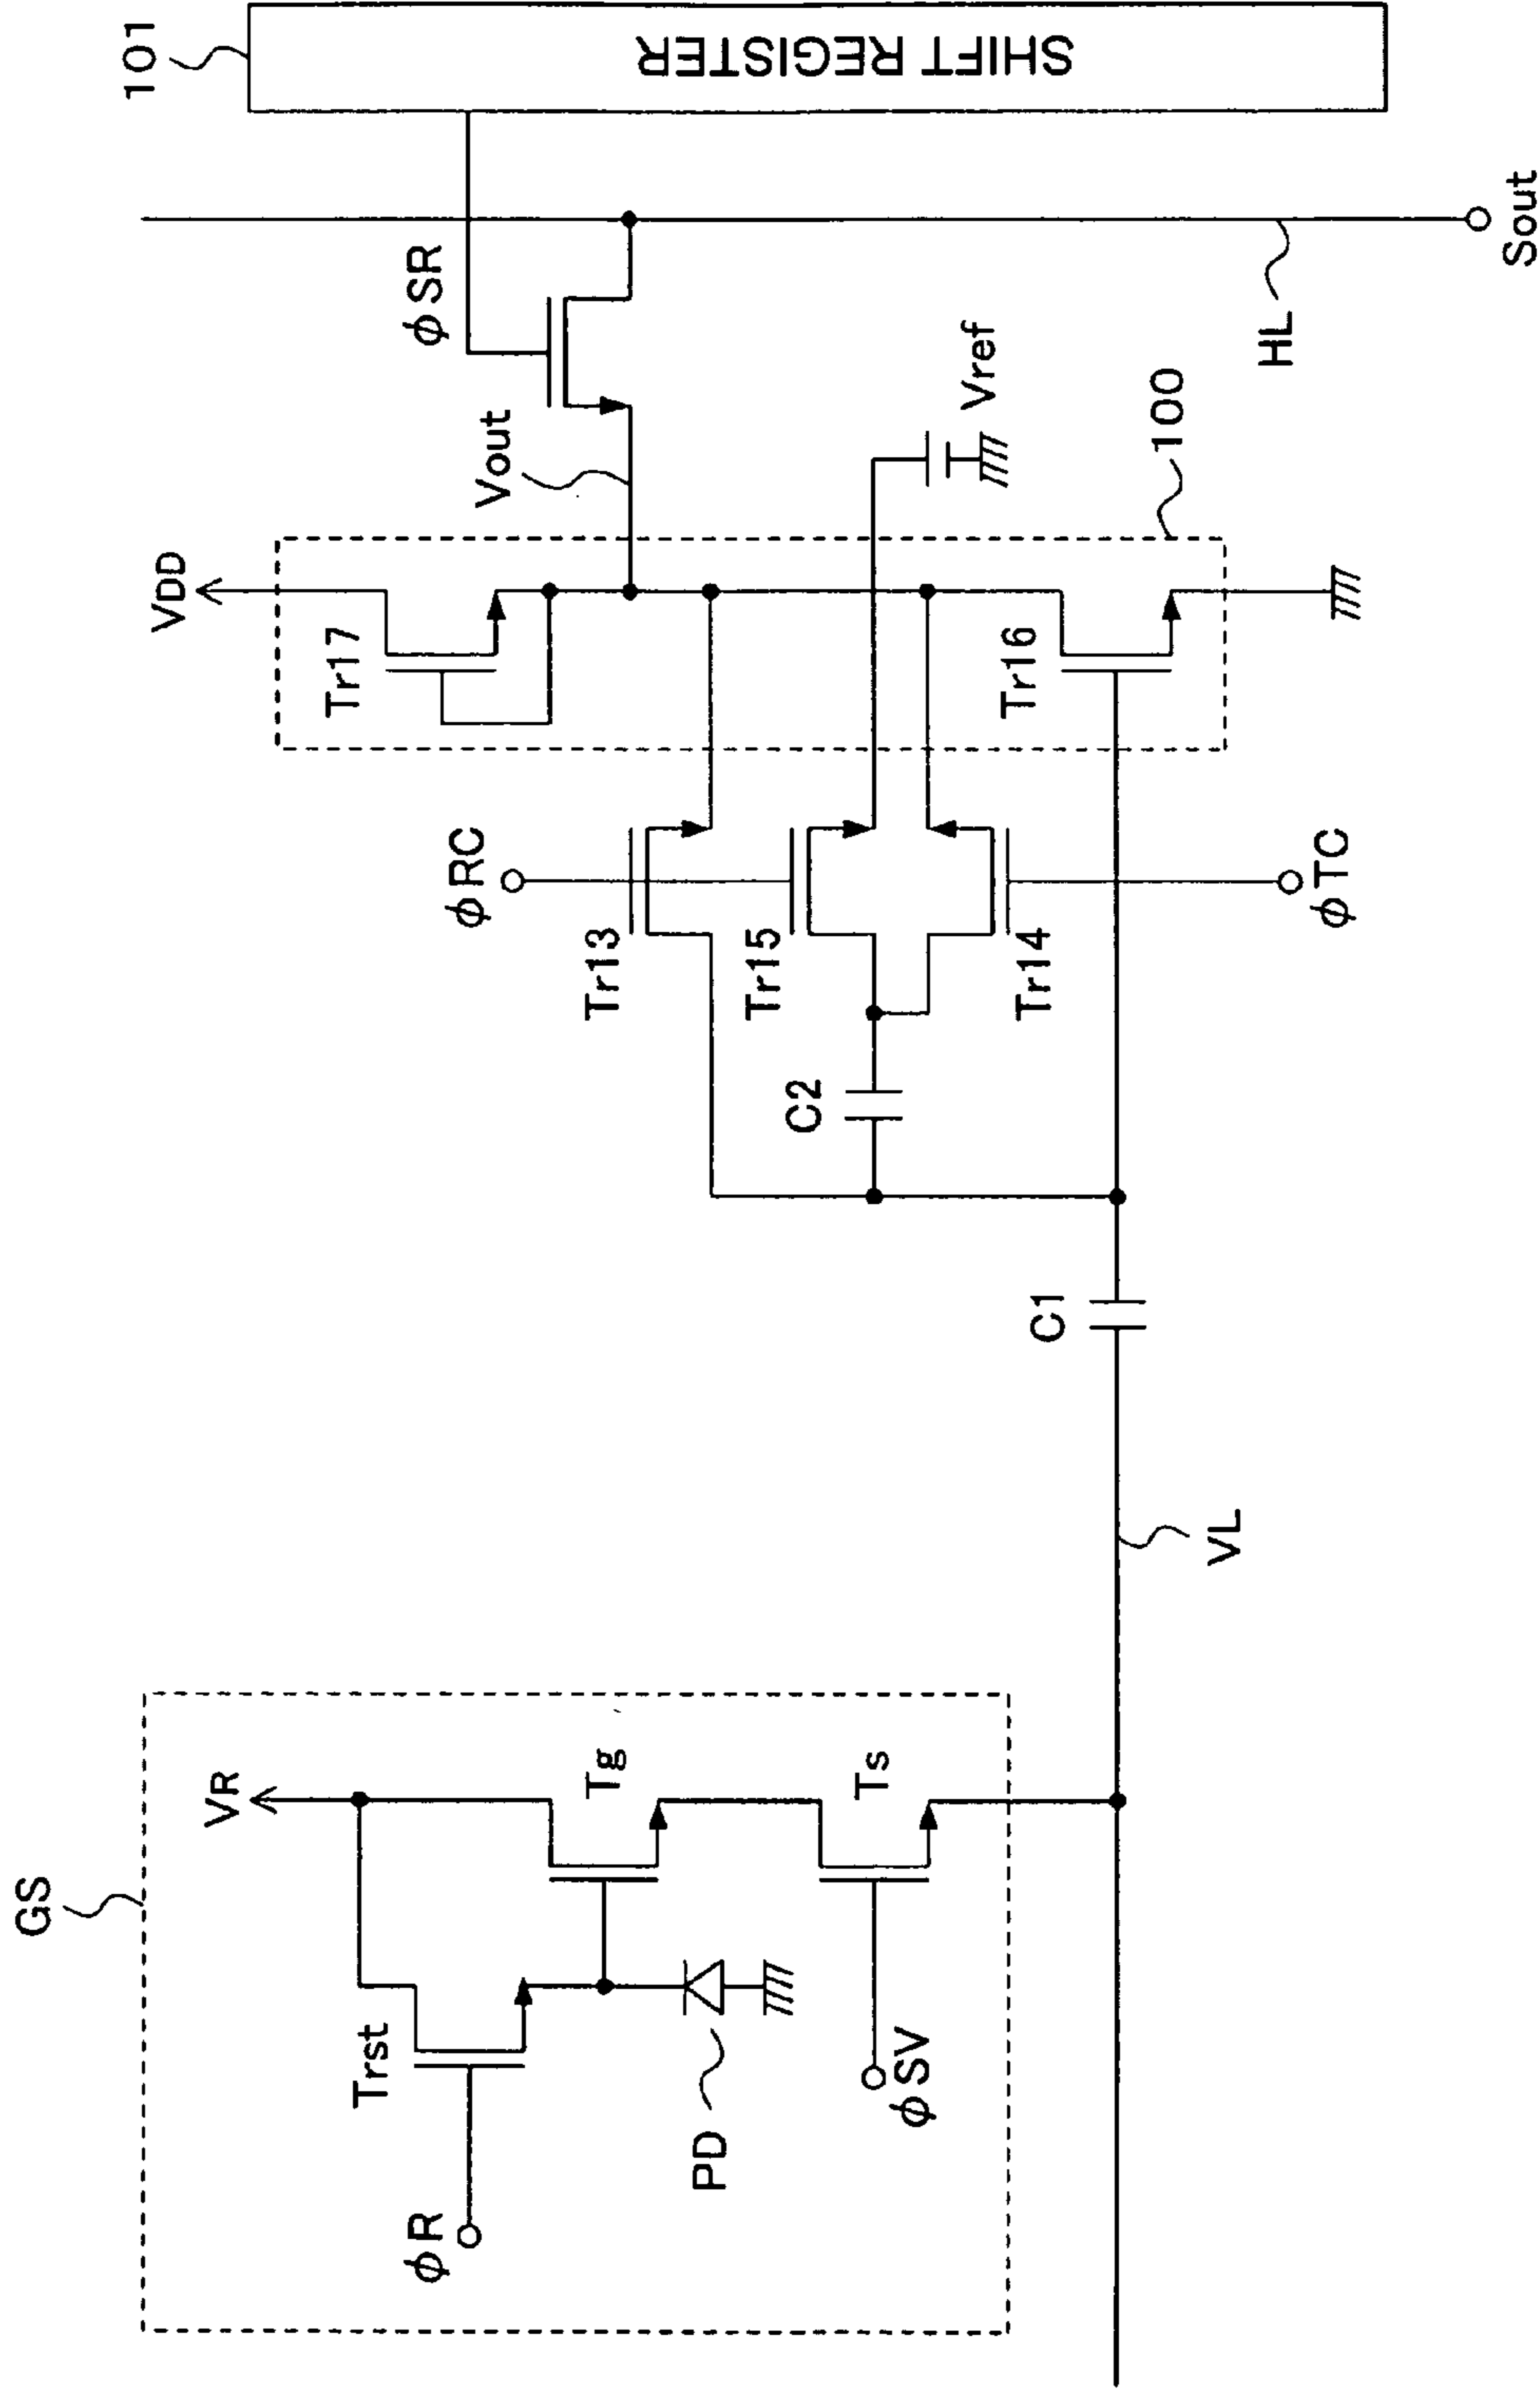 GS
VR
Trst
Tg
φR
PD
Ts
φSV
VL
C1
C2
φRC
Tr13
Tr15
Tr14
φTC
VDD
Tr17
Tr16
100
Vout
Vref
φSR
HL
Sout
101
SHIFT REGISTER